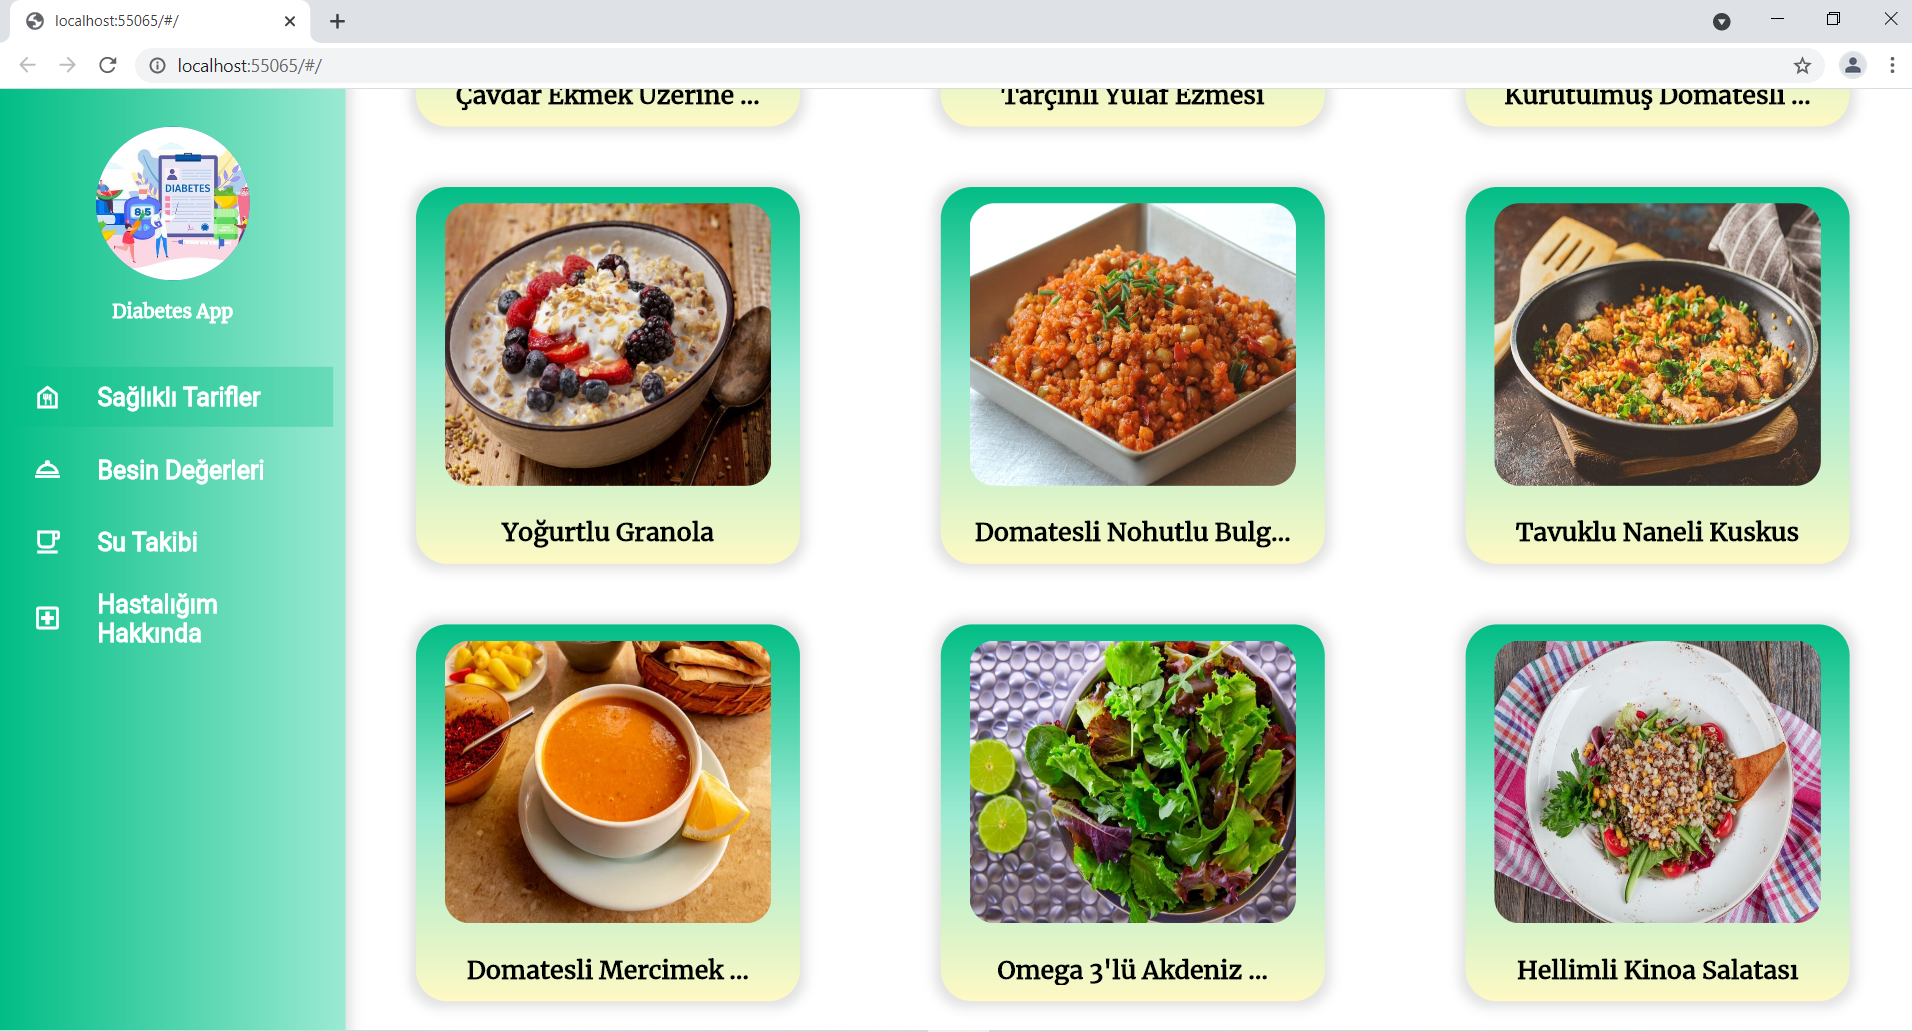 localhost:55065/#/
localhost:55065/#/
DIABETES
8.5
Diabetes App
Sağlıklı Tarifler
Besin Değerleri
Su Takibi
Hastalığım
Hakkında
Çavdar Ekmek Üzerine ...
Tarçınlı Yulaf Ezmesi
Kurutulmuş Domatesli ...
Yoğurtlu Granola
Domatesli Nohutlu Bulg...
Tavuklu Naneli Kuskus
Domatesli Mercimek ...
Omega 3'lü Akdeniz ...
Hellimli Kinoa Salatası